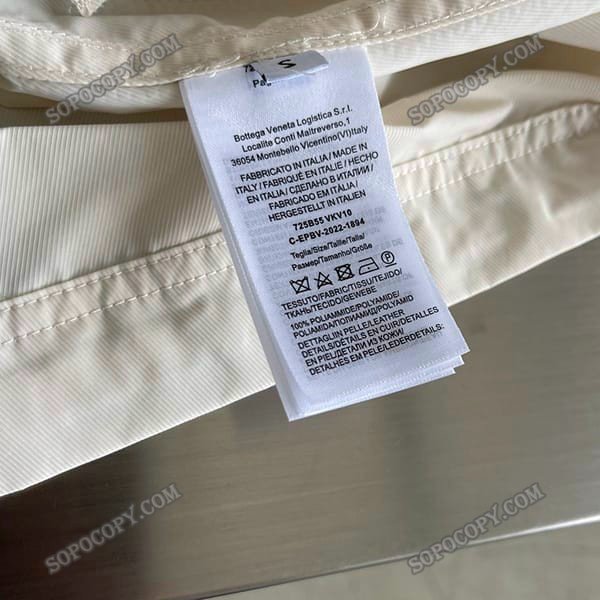 SOPOCOPY.COM
SOPOCOPY.COM
S
Bottega Veneta Logistica S.r.l.
Localite Conti Maltreverso,1
36054 Montebello Vicentino(VI)Italy
FABBRICATO IN ITALIA / MADE IN
ITALY / FABRIQUÉ EN ITALIE / HECHO
EN ITALIA / СДЕЛАНО В ИТАЛИИ /
FABRICADO EM ITÁLIA /
HERGESTELLT IN ITALIEN
725B55 VKV10
C-EPBV-2022-1894
Teglia/Size/Taille/Talla/
Размер/Tamanho/Größe
TESSUTO/FABRIC/TISSU/TEJIDO/
ТКАНЬ/TECIDO/GEWEBE
100% POLIAMMIDE/POLYAMIDE/
POLIAMIDA/ПОЛИАМИД/POLYAMID
DETTAGLIN PELLE/LEATHER
DETAILS/DÉTAILS EN CUIR/DETALLES
EN PIEL/ДЕТАЛИ ИЗ КОЖИ/
DETALHES EM PELE/LEDERDETAILS:
SOPOCOPY.COM
SOPOCOPY.COM